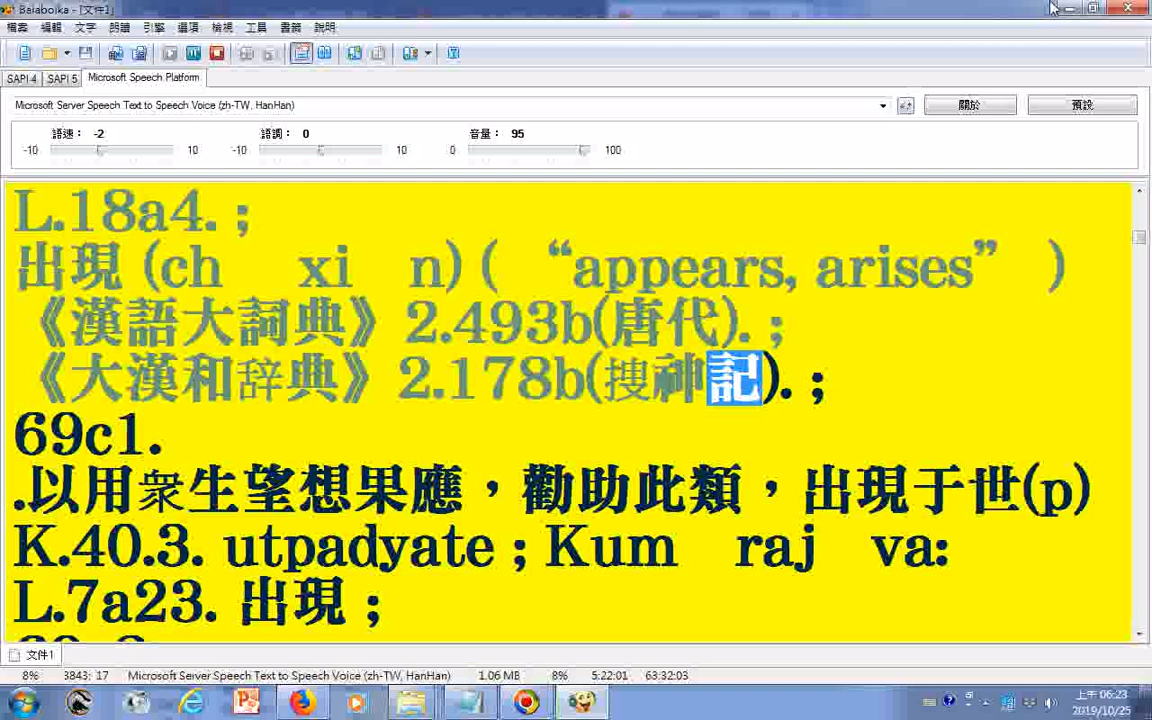 Balabolka - [文件1]
檔案 編輯 文字 朗讀 引擎 選項 檢視 工具 書籤 說明
SAPI 4 SAPI 5 Microsoft Speech Platform
Microsoft Server Speech Text to Speech Voice (zh-TW, HanHan) 關於 預設
語速： -2 語調： 0 音量： 95
-10 10 -10 10 0 100
L.18a4. ;
出現 (ch xi n) ( “appears, arises” )
《漢語大詞典》 2.493b(唐代). ;
《大漢和辞典》 2.178b(搜神記). ;
69c1.
.以用衆生望想果應，勸助此類，出現于世(p)
K.40.3. utpadyate ; Kum raj va:
L.7a23. 出現 ;
文件1
8% 3843: 17 Microsoft Server Speech Text to Speech Voice (zh-TW, HanHan) 1.06 MB 8% 5:22:01 63:32:03
上午 06:23
2019/10/25